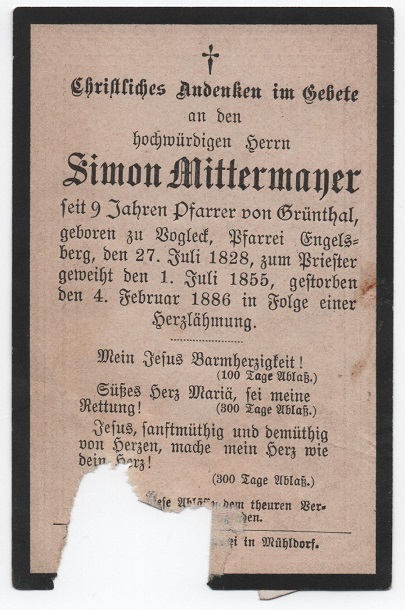 †
Christliches Andenken im Gebete
an den
hochwürdigen Herrn
Simon Mittermayer
seit 9 Jahren Pfarrer von Grünthal,
geboren zu Vogleck, Pfarrei Engels-
berg, den 27. Juli 1828, zum Priester
geweiht den 1. Juli 1855, gestorben
den 4. Februar 1886 in Folge einer
Herzlähmung.
Mein Jesus Barmherzigkeit!
(100 Tage Ablaß.)
Süßes Herz Mariä, sei meine
Rettung! (300 Tage Ablaß.)
Jesus, sanftmüthig und demüthig
von Herzen, mache mein Herz wie
dein Herz!
(300 Tage Ablaß.)
dem theuren Ver-
in Mühldorf.